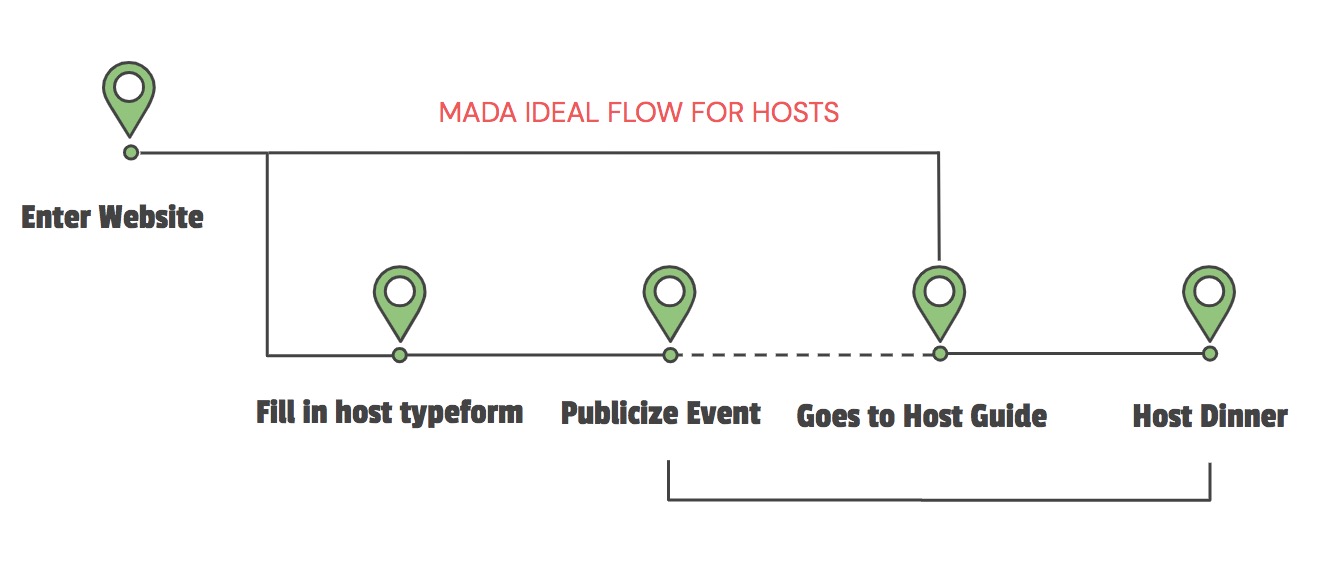 MADA IDEAL FLOW FOR HOSTS
Enter Website
Fill in host typeform
Publicize Event
Goes to Host Guide
Host Dinner